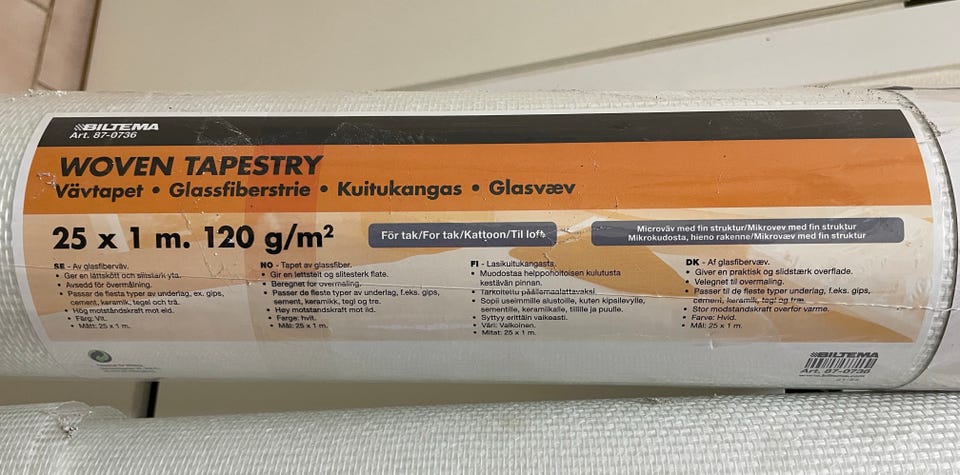 BILTEMA
Art. 87-0736
WOVEN TAPESTRY
Vävtapet • Glassfiberstrie • Kuitukangas • Glasvæv
25 x 1 m. 120 g/m²
För tak/For tak/Kattoon/Til loft
Microväv med fin struktur/Mikrovev med fin struktur
Mikrokudosta, hieno rakenne/Mikrovæv med fin struktur
SE - Av glasfiberväv.
• Ger en lättskött och slitstark yta.
• Avsedd för övermålning.
• Passar de flesta typer av underlag, ex. gips,
cement, keramik, tegel och trä.
• Hög motståndskraft mot eld.
• Färg: Vit.
• Mått: 25 x 1 m.
NO - Tapet av glassfiber.
• Gir en lettstelt og slitesterk flate.
• Beregnet for overmaling.
• Passer de fleste typer underlag, f.eks. gips,
sement, keramikk, tegl og tre.
• Høy motstandskraft mot ild.
• Farge: hvit.
• Mål: 25 x 1 m.
FI - Lasikuitukangasta.
• Muodostaa helppohoitoisen kulutusta
kestävän pinnan.
• Tarkoitettu päällemaalattavaksi.
• Sopii useimmille alustoille, kuten kipsilevylle,
sementille, keramiikalle, tiilille ja puulle.
• Syttyy erittäin vaikeasti.
• Väri: Valkoinen.
• Mitat: 25 x 1 m.
DK - Af glasfibervæv.
• Giver en praktisk og slidstærk overflade.
• Velegnet til overmaling.
• Passer til de fleste typer underlag, f.eks. gips,
cement, keramik, tegl og træ.
• Stor modstandskraft overfor varme.
• Farve: Hvid.
• Mål: 25 x 1 m.
BILTEMA
Art. 87-0736